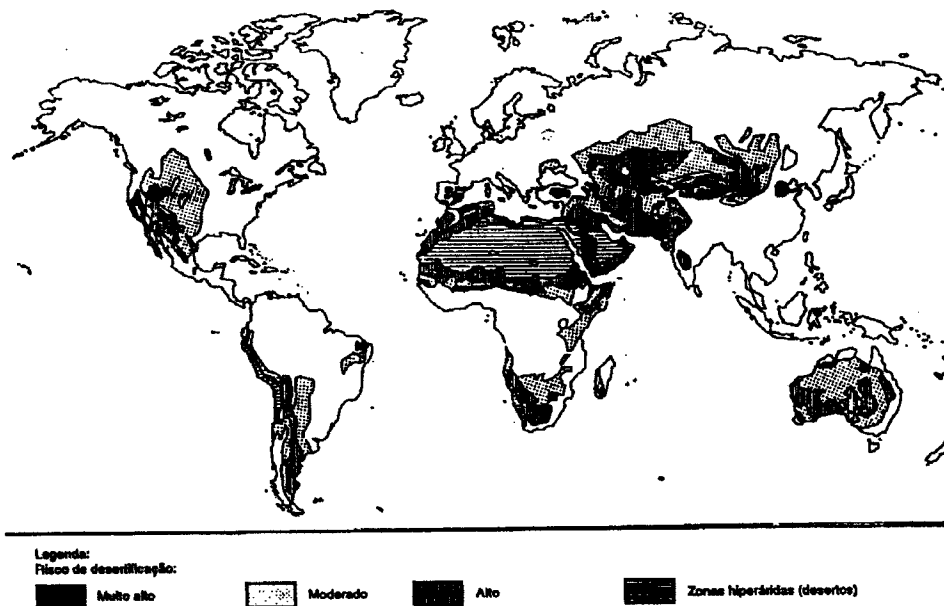 Legenda:
Risco de desertificação:
Muito alto Moderado Alto Zonas hiperáridas (desertos)